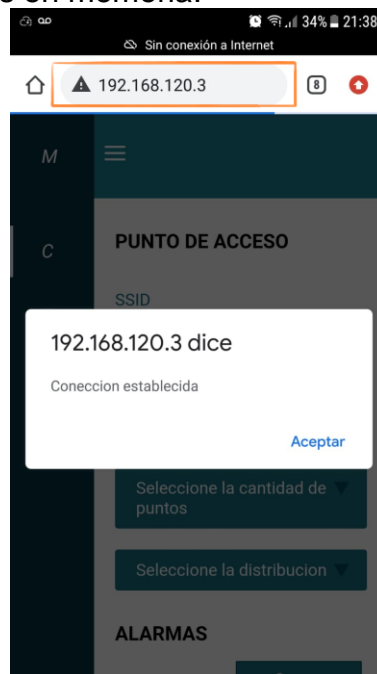 s en memoria.
34% 21:38
Sin conexión a Internet
192.168.120.3
8
M
C
PUNTO DE ACCESO
SSID
192.168.120.3 dice
Coneccion establecida
Aceptar
Seleccione la cantidad de
puntos
Seleccione la distribucion
ALARMAS